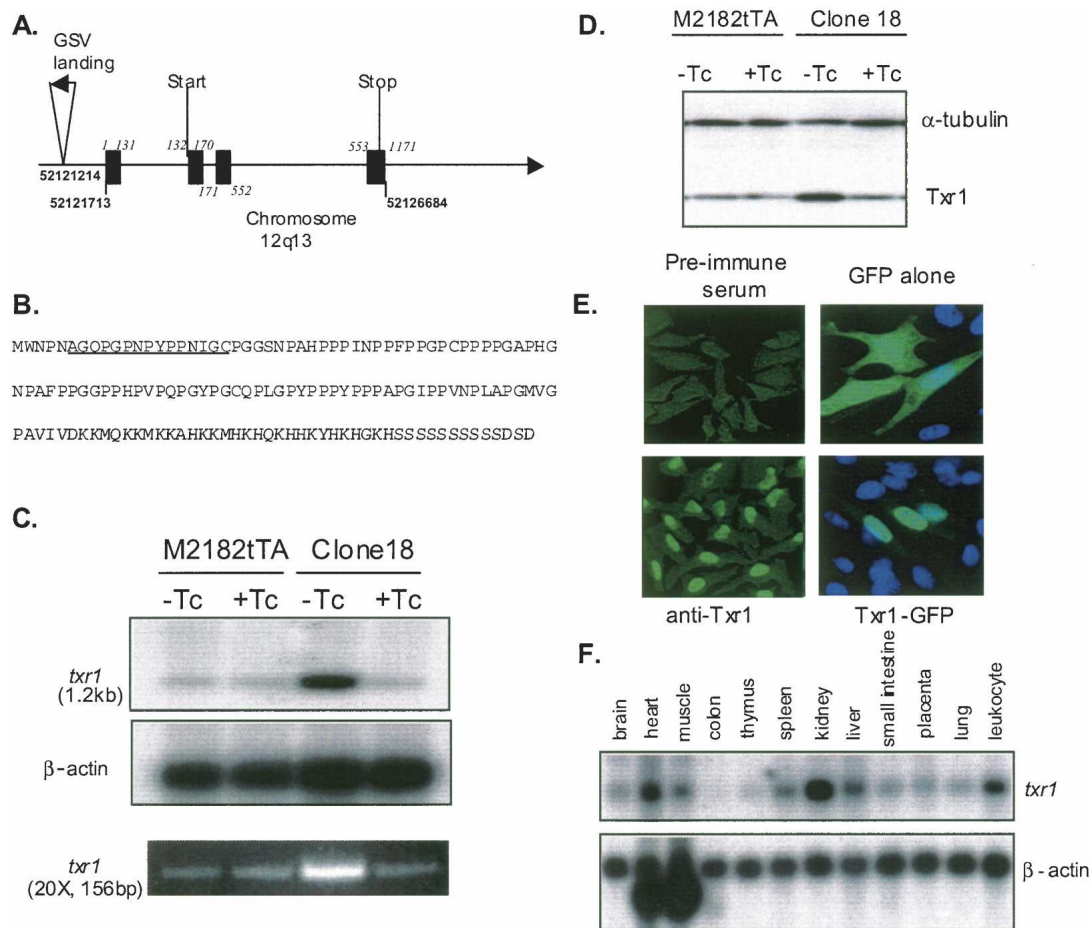 A.
GSV
landing
Start
Stop
1 131
132 170
553 1171
52121214
171 552
52121713
52126684
Chromosome
12q13
B.
MWNPNAGQPGPNPYPPNIGCPGGSNPAHPPPINPPFPPGPCPPPPGAPHG
NPAFPPGGPPHPVPQPGYPGCQPLGPYPPPYPPPAPGIPPVNPLAPGMVG
PAVIVDKKMQKKMKKAHKKMHKHQKHHKYHKHGKHSSSSSSSSSSDSD
C.
M2182tTA Clone18
-Tc +Tc -Tc +Tc
txr1
(1.2kb)
β-actin
txr1
(20X, 156bp)
D.
M2182tTA Clone 18
-Tc +Tc -Tc +Tc
α-tubulin
Txr1
E.
Pre-immune
serum
GFP alone
anti-Txr1
Txr1-GFP
F.
brain
heart
muscle
colon
thymus
spleen
kidney
liver
small intestine
placenta
lung
leukocyte
txr1
β-actin